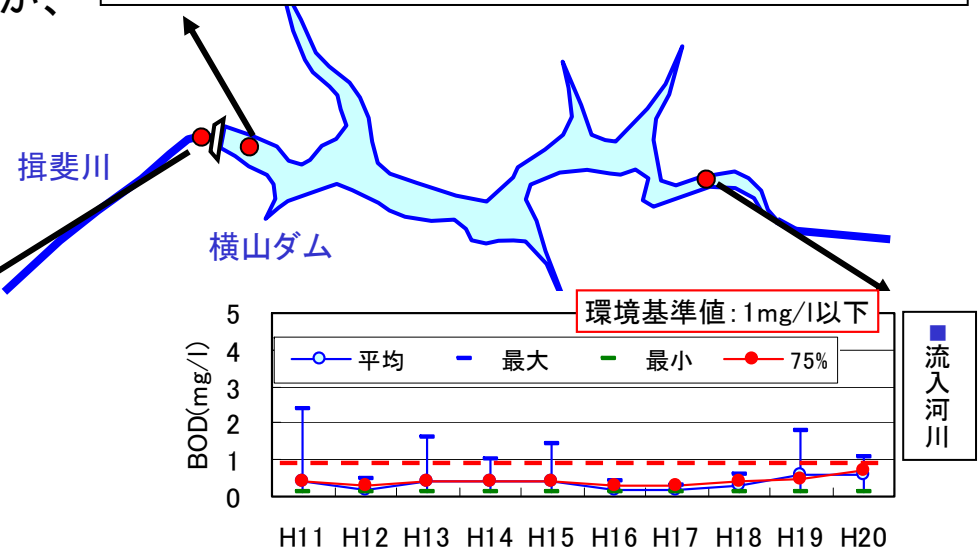 か、
揖斐川
横山ダム
環境基準値：1mg/l以下
5
4
3
2
1
0
BOD(mg/l)
平均 最大 最小 75%
H11 H12 H13 H14 H15 H16 H17 H18 H19 H20
■流入河川